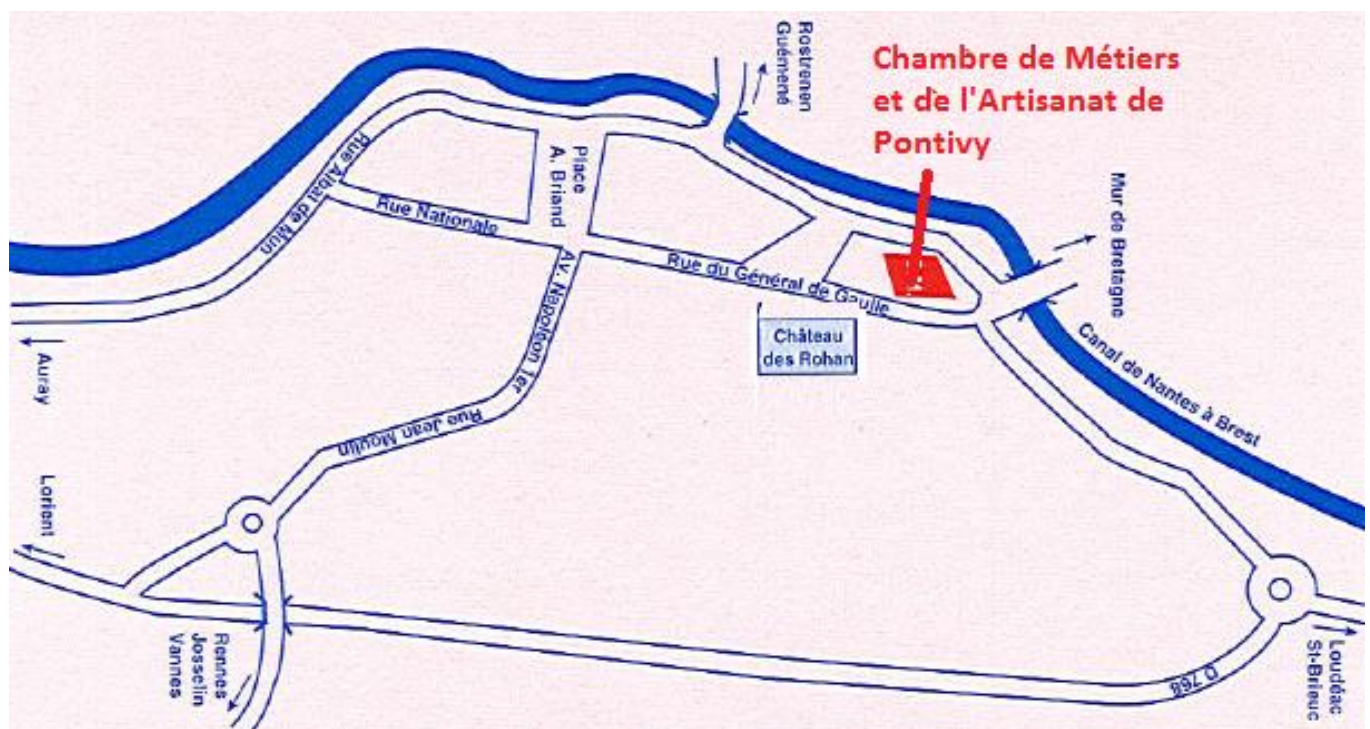 Rostrenen
Guémené
Chambre de Métiers
et de l'Artisanat de
Pontivy
Mur de Bretagne
Place
A. Briand
Rue Albat de Mun
Rue Nationale
Rue du Général de Gaulle
Av. Napoléon 1er
Château
des Rohan
Canal de Nantes à Brest
Auray
Rue Jean Moulin
Lorient
Rennes
Josselin
Vannes
D 768
Loudéac
St-Brieuc